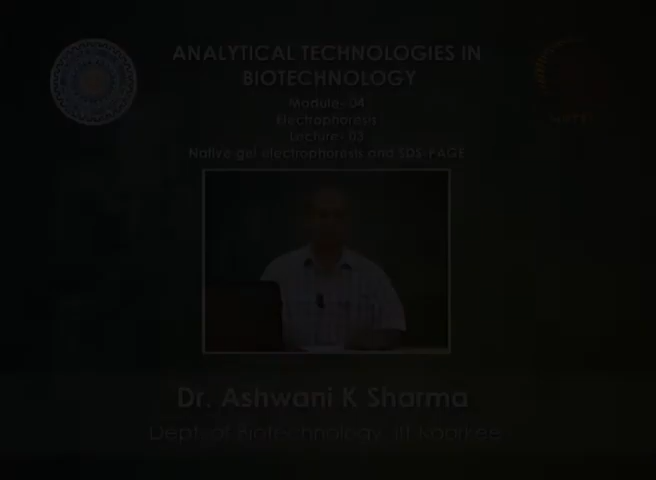 ANALYTICAL TECHNOLOGIES IN
BIOTECHNOLOGY
Module- 04
Electrophoresis
Lecture- 03
Native gel electrophoresis and SDS-PAGE
Dr. Ashwani K Sharma
Dept. of Biotechnology, IIT Roorkee